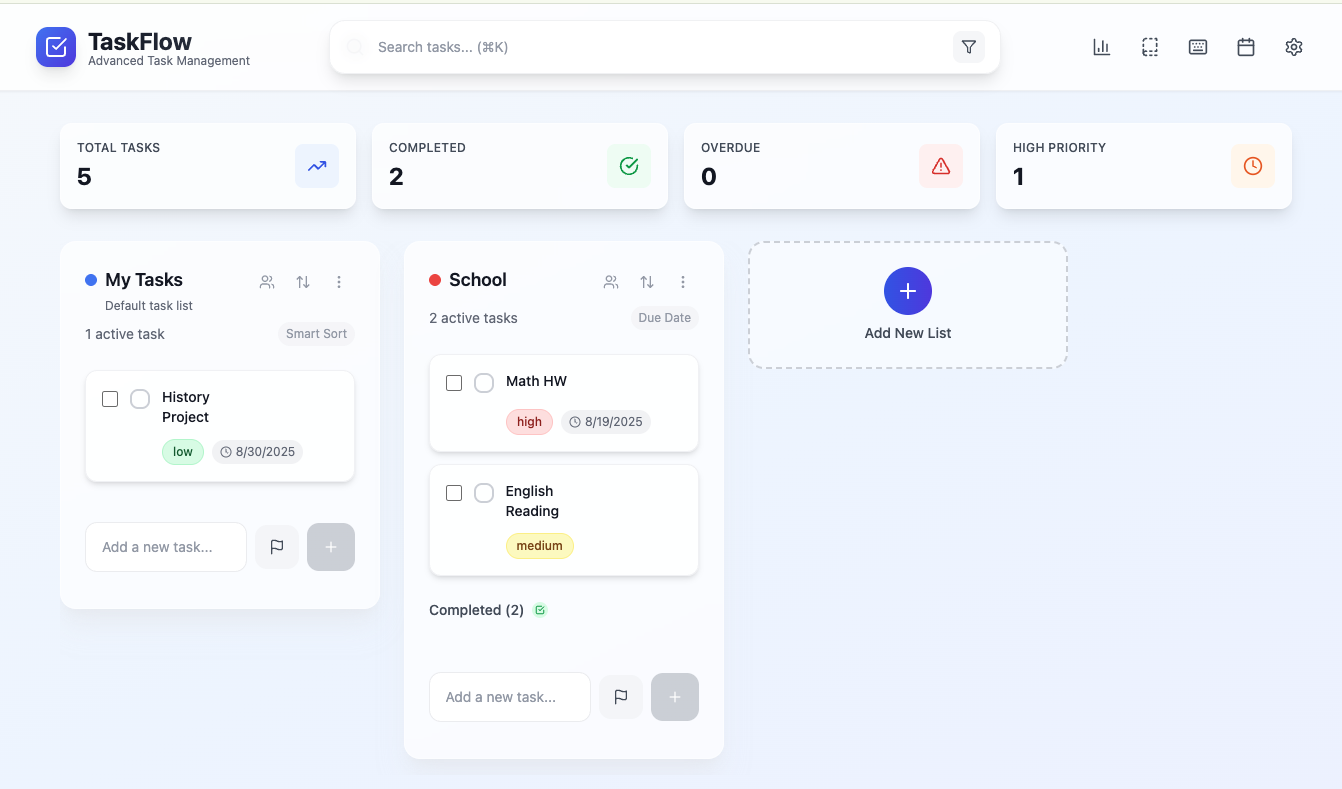 TaskFlow
Advanced Task Management
Search tasks... (⌘K)
TOTAL TASKS
5
COMPLETED
2
OVERDUE
0
HIGH PRIORITY
1
My Tasks
Default task list
1 active task
Smart Sort
History
Project
low
8/30/2025
Add a new task...
School
2 active tasks
Due Date
Math HW
high
8/19/2025
English
Reading
medium
Completed (2)
Add a new task...
Add New List